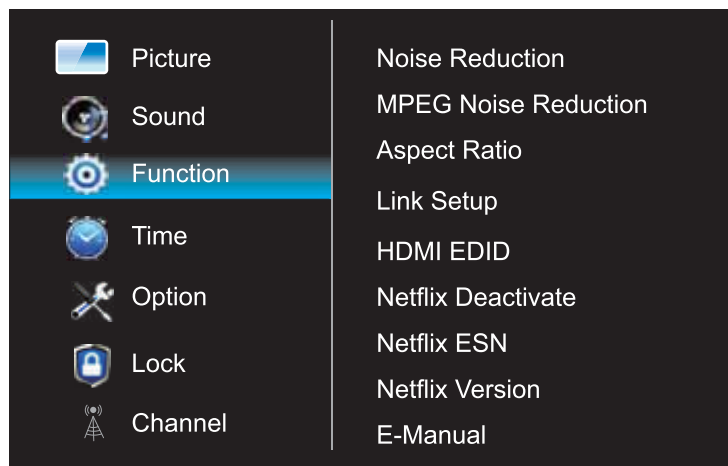 Picture
Sound
Function
Time
Option
Lock
Channel
Noise Reduction
MPEG Noise Reduction
Aspect Ratio
Link Setup
HDMI EDID
Netflix Deactivate
Netflix ESN
Netflix Version
E-Manual